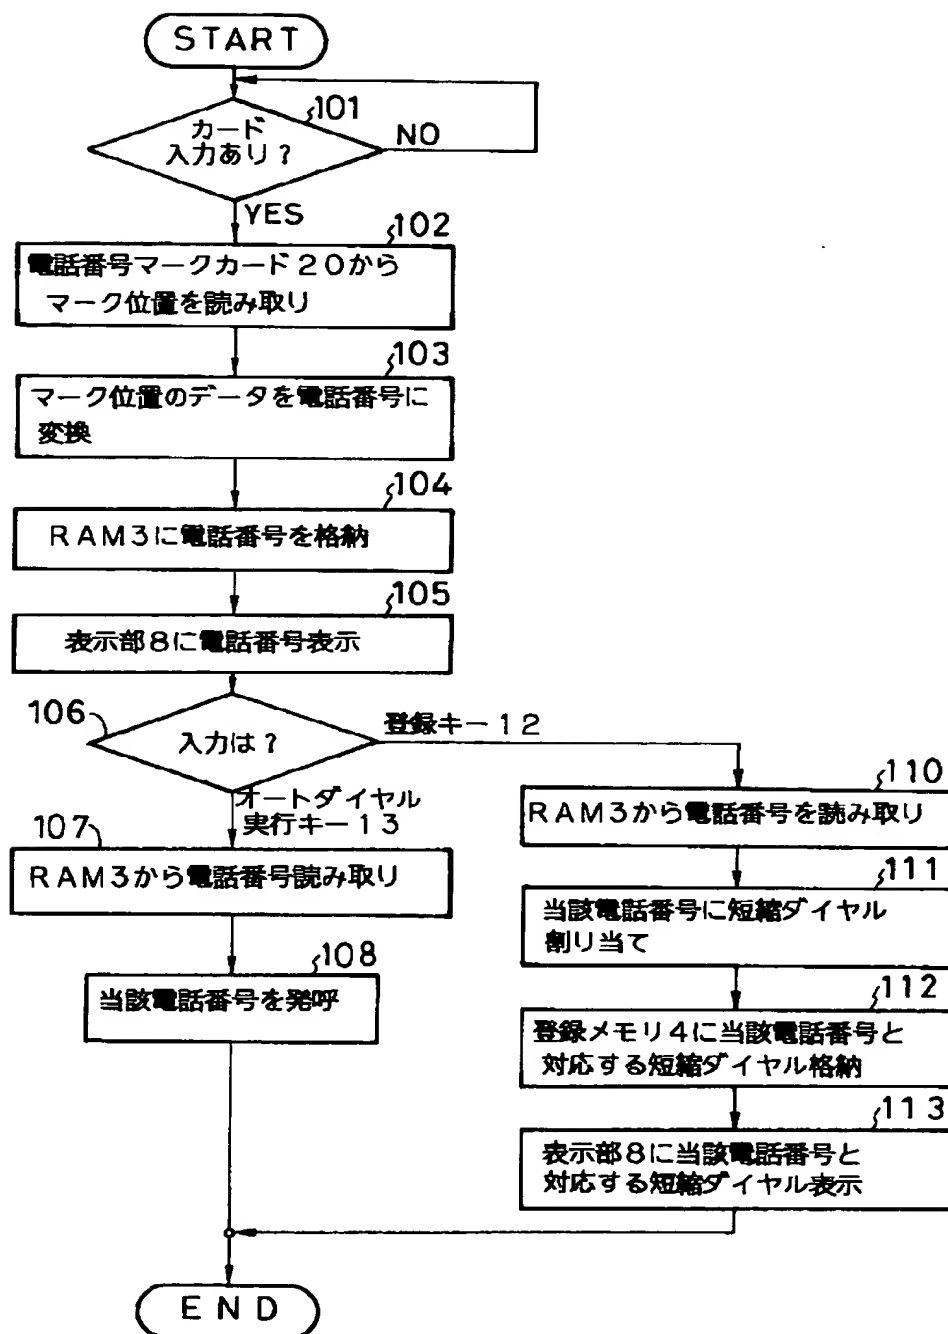 START
101
カード
入力あり?
NO
YES
102
電話番号マークカード20から
マーク位置を読み取り
103
マーク位置のデータを電話番号に
変換
104
RAM3に電話番号を格納
105
表示部8に電話番号表示
106
入力は?
登録キー12
オートダイヤル
実行キー13
107
RAM3から電話番号読み取り
108
当該電話番号を発呼
110
RAM3から電話番号を読み取り
111
当該電話番号に短縮ダイヤル
割り当て
112
登録メモリ4に当該電話番号と
対応する短縮ダイヤル格納
113
表示部8に当該電話番号と
対応する短縮ダイヤル表示
END